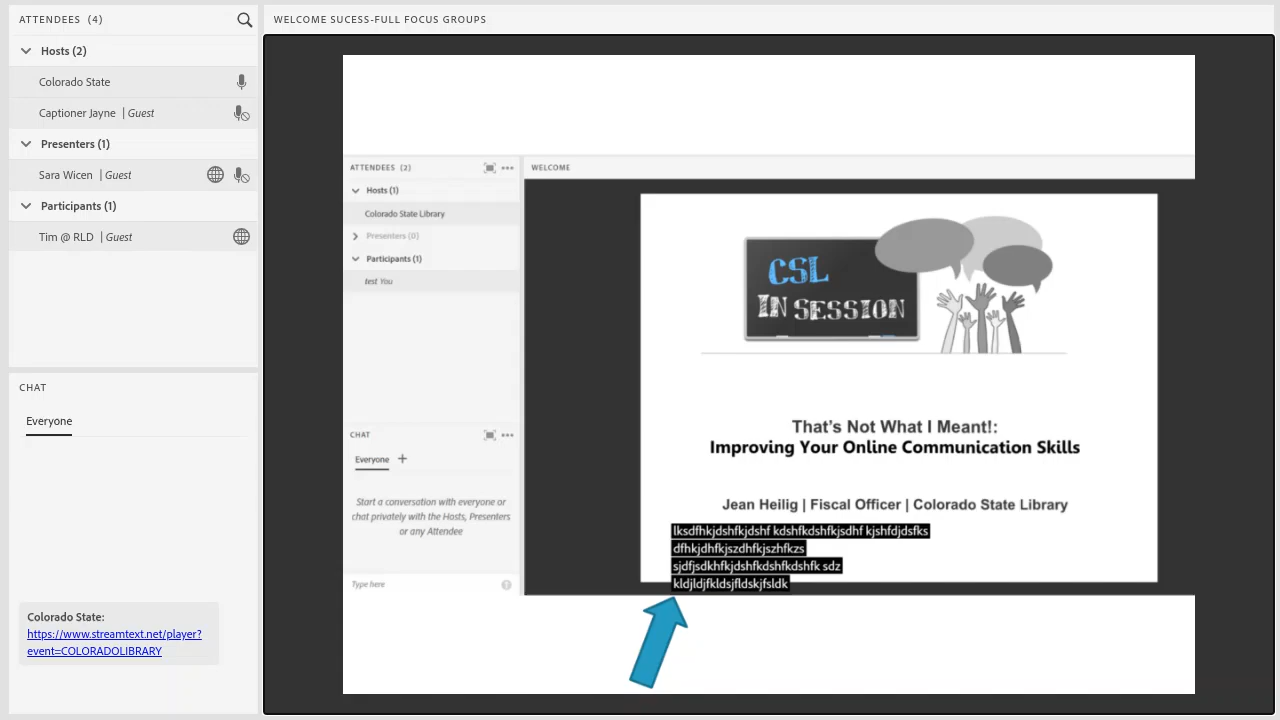 ATTENDEES (4)
Hosts (2)
Colorado State
Captioner Jayne | Guest
Presenters (1)
Sara Wicen | Guest
Participants (1)
Tim @ RLD | Guest
CHAT
Everyone
Colorado State:
https://www.streamtext.net/player?
event=COLORADOLIBRARY
WELCOME SUCESS-FULL FOCUS GROUPS
ATTENDEES (2)
Hosts (1)
Colorado State Library
Presenters (0)
Participants (1)
test You
CHAT
Everyone +
Start a conversation with everyone or
chat privately with the Hosts, Presenters
or any Attendee
Type here
WELCOME
CSL
IN SESSION
That's Not What I Meant!:
Improving Your Online Communication Skills
Jean Heilig | Fiscal Officer | Colorado State Library
lksdfhkjdshfkjdshf kdshfkdshfkjsdhf kjshfdjdsfks
dfhkjdhfkjszdhfkjszhfkzs
sjdfjsdkhfkjdshfkdshfkdshfk sdz
kldjldjfkldsjfldskjfsldk